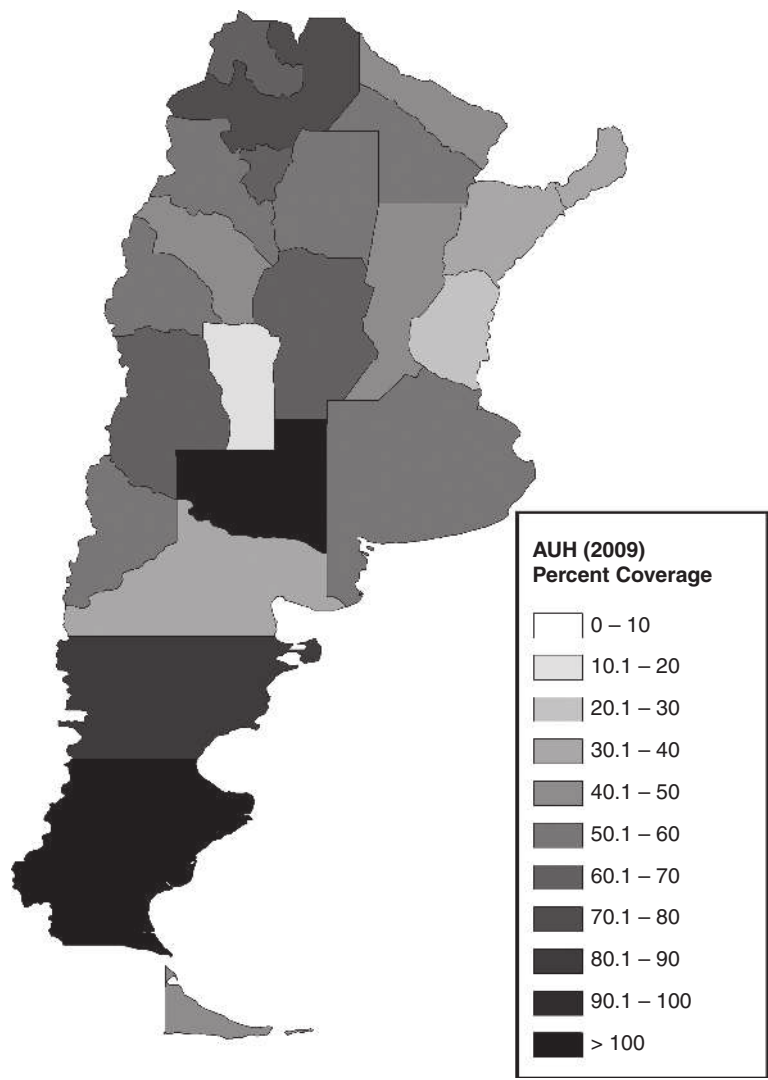 AUH (2009)
Percent Coverage
0 – 10
10.1 – 20
20.1 – 30
30.1 – 40
40.1 – 50
50.1 – 60
60.1 – 70
70.1 – 80
80.1 – 90
90.1 – 100
> 100